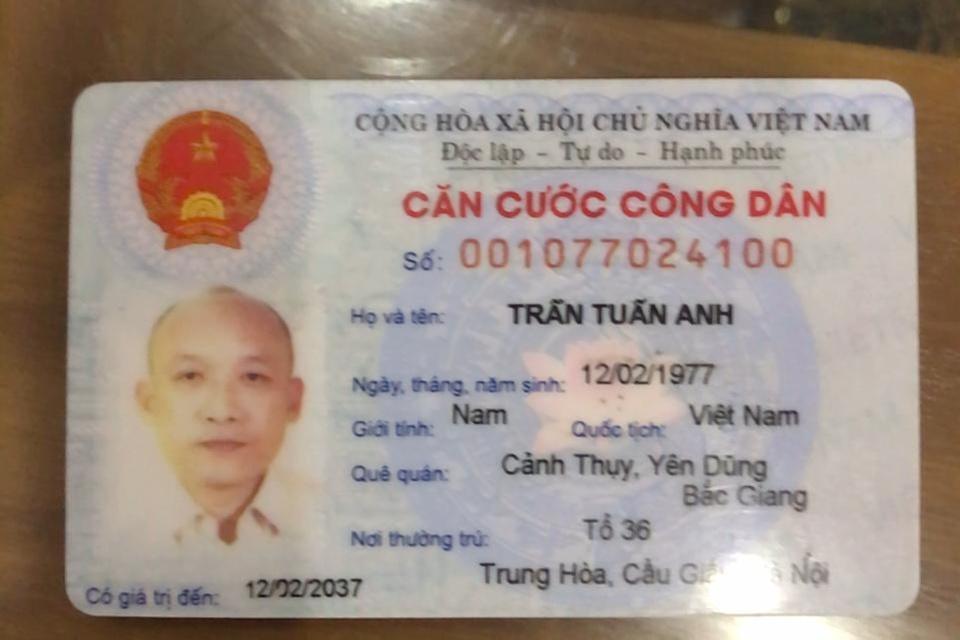 CỘNG HÒA XÃ HỘI CHỦ NGHĨA VIỆT NAM
Độc lập - Tự do - Hạnh phúc
CĂN CƯỚC CÔNG DÂN
Số: 001077024100
Họ và tên: TRẦN TUẤN ANH
Ngày, tháng, năm sinh: 12/02/1977
Giới tính: Nam Quốc tịch: Việt Nam
Quê quán: Cảnh Thụy, Yên Dũng
Bắc Giang
Nơi thường trú: Tổ 36
Trung Hòa, Cầu Nội
Có giá trị đến: 12/02/2037